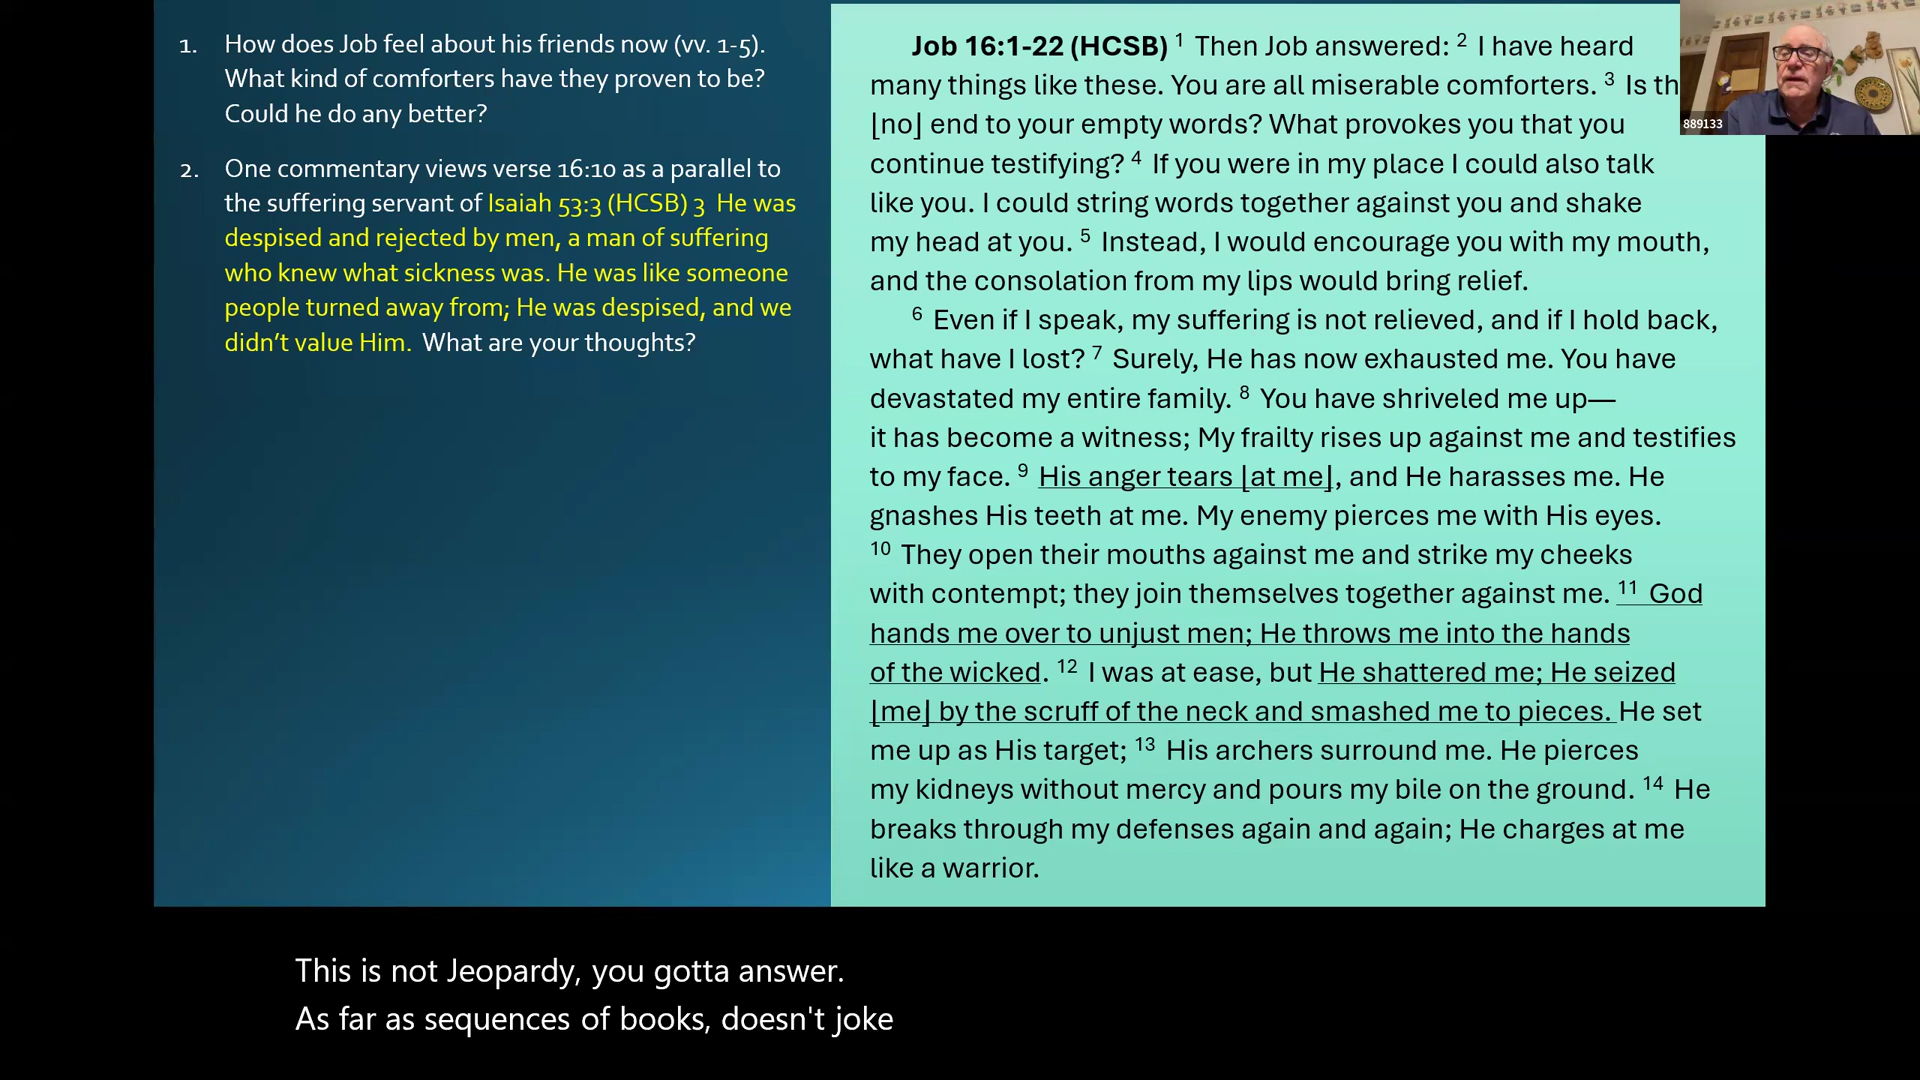 1. How does Job feel about his friends now (vv. 1-5).
What kind of comforters have they proven to be?
Could he do any better?
2. One commentary views verse 16:10 as a parallel to
the suffering servant of Isaiah 53:3 (HCSB) 3 He was
despised and rejected by men, a man of suffering
who knew what sickness was. He was like someone
people turned away from; He was despised, and we
didn't value Him. What are your thoughts?
Job 16:1-22 (HCSB) 1 Then Job answered: 2 I have heard
many things like these. You are all miserable comforters. 3 Is th
[no] end to your empty words? What provokes you that you
continue testifying? 4 If you were in my place I could also talk
like you. I could string words together against you and shake
my head at you. 5 Instead, I would encourage you with my mouth,
and the consolation from my lips would bring relief.
6 Even if I speak, my suffering is not relieved, and if I hold back,
what have I lost? 7 Surely, He has now exhausted me. You have
devastated my entire family. 8 You have shriveled me up—
it has become a witness; My frailty rises up against me and testifies
to my face. 9 His anger tears [at me], and He harasses me. He
gnashes His teeth at me. My enemy pierces me with His eyes.
10 They open their mouths against me and strike my cheeks
with contempt; they join themselves together against me. 11 God
hands me over to unjust men; He throws me into the hands
of the wicked. 12 I was at ease, but He shattered me; He seized
[me] by the scruff of the neck and smashed me to pieces. He set
me up as His target; 13 His archers surround me. He pierces
my kidneys without mercy and pours my bile on the ground. 14 He
breaks through my defenses again and again; He charges at me
like a warrior.
889133
This is not Jeopardy, you gotta answer.
As far as sequences of books, doesn't joke